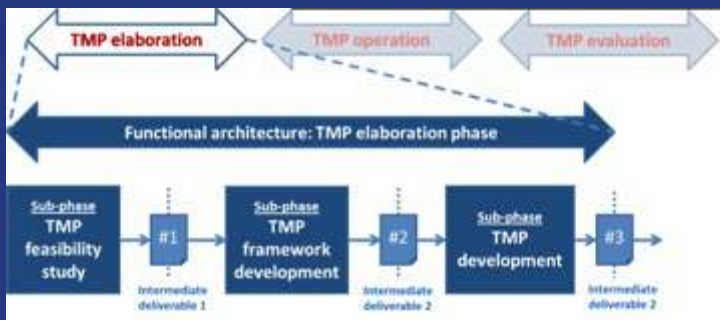 TMP elaboration
TMP operation
TMP evaluation
Functional architecture: TMP elaboration phase
Sub-phase
TMP
feasibility
study
#1
Intermediate
deliverable 1
Sub-phase
TMP
framework
development
#2
Intermediate
deliverable 2
Sub-phase
TMP
development
#3
Intermediate
deliverable 2